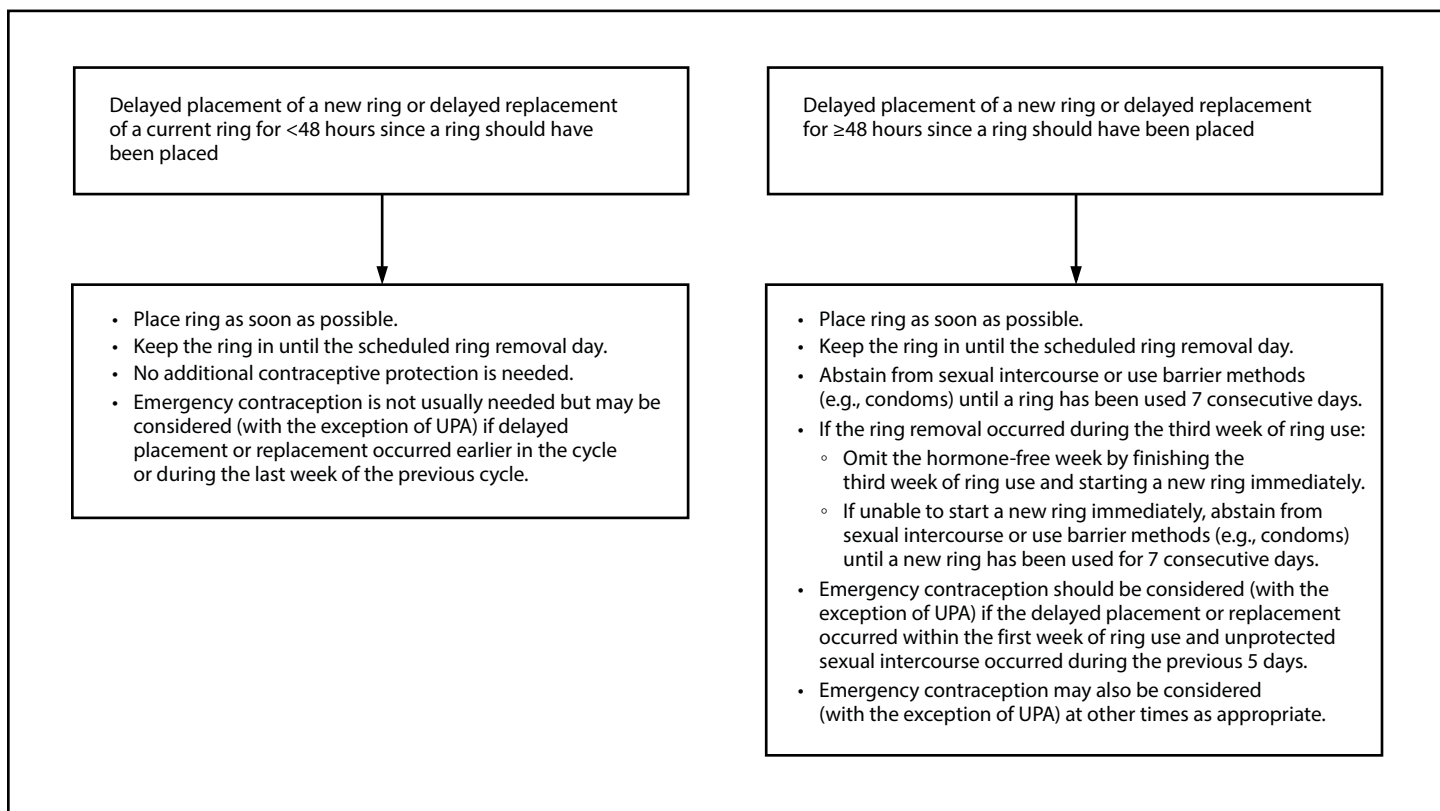 Delayed placement of a new ring or delayed replacement
of a current ring for <48 hours since a ring should have
been placed
• Place ring as soon as possible.
• Keep the ring in until the scheduled ring removal day.
• No additional contraceptive protection is needed.
• Emergency contraception is not usually needed but may be
considered (with the exception of UPA) if delayed
placement or replacement occurred earlier in the cycle
or during the last week of the previous cycle.
Delayed placement of a new ring or delayed replacement
for ≥48 hours since a ring should have been placed
• Place ring as soon as possible.
• Keep the ring in until the scheduled ring removal day.
• Abstain from sexual intercourse or use barrier methods
(e.g., condoms) until a ring has been used 7 consecutive days.
• If the ring removal occurred during the third week of ring use:
◦ Omit the hormone-free week by finishing the
third week of ring use and starting a new ring immediately.
◦ If unable to start a new ring immediately, abstain from
sexual intercourse or use barrier methods (e.g., condoms)
until a new ring has been used for 7 consecutive days.
• Emergency contraception should be considered (with the
exception of UPA) if the delayed placement or replacement
occurred within the first week of ring use and unprotected
sexual intercourse occurred during the previous 5 days.
• Emergency contraception may also be considered
(with the exception of UPA) at other times as appropriate.